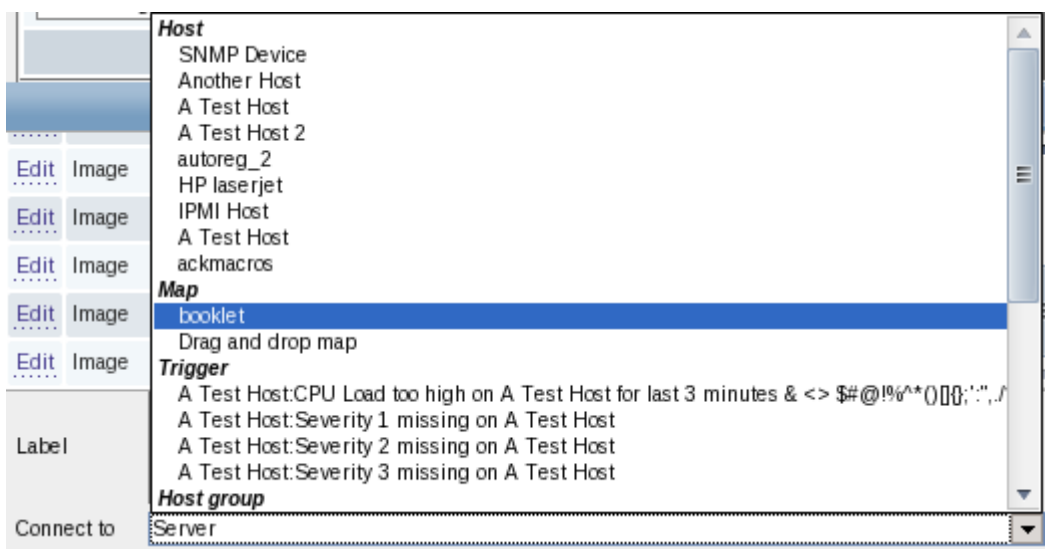 Host
SNMP Device
Another Host
A Test Host
A Test Host 2
autoreg_2
HP laserjet
IPMI Host
A Test Host
ackmacros
Map
booklet
Drag and drop map
Trigger
A Test Host:CPU Load too high on A Test Host for last 3 minutes & <> $#@!%^*()[]{};':",./
A Test Host:Severity 1 missing on A Test Host
A Test Host:Severity 2 missing on A Test Host
A Test Host:Severity 3 missing on A Test Host
Host group
Edit Image
Edit Image
Edit Image
Edit Image
Edit Image
Label
Connect to Server